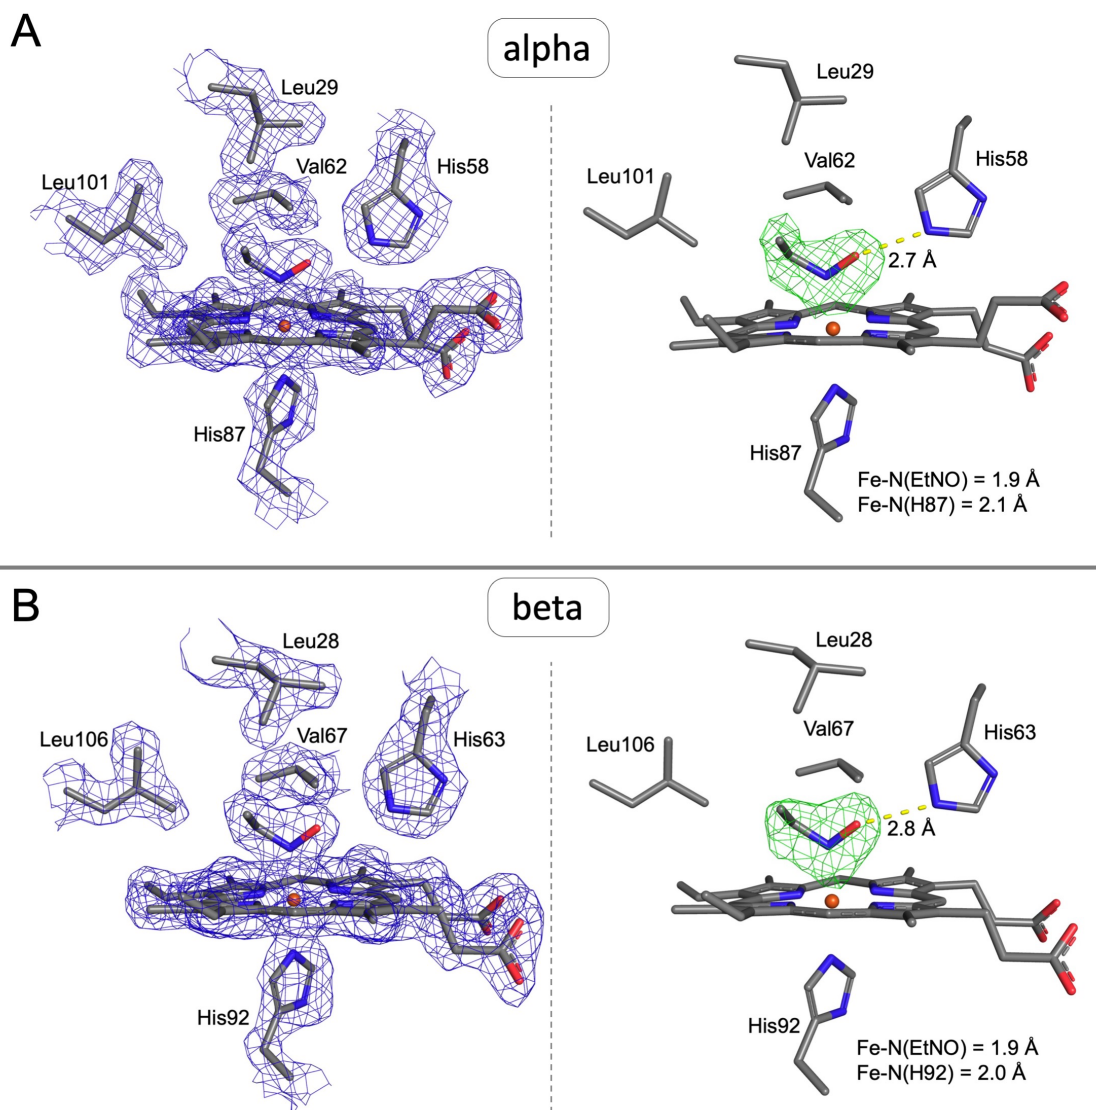 A
alpha
Leu29
Val62
His58
Leu101
His87
Leu29
Val62
His58
Leu101
2.7 Å
His87
Fe-N(EtNO) = 1.9 Å
Fe-N(H87) = 2.1 Å
B
beta
Leu28
Val67
His63
Leu106
His92
Leu28
Val67
His63
Leu106
2.8 Å
His92
Fe-N(EtNO) = 1.9 Å
Fe-N(H92) = 2.0 Å